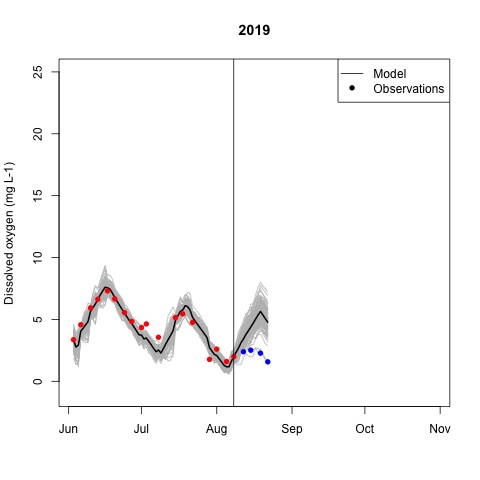 2019
Model
Observations
Dissolved oxygen (mg L-1)
25
20
15
10
5
0
Jun Jul Aug Sep Oct Nov